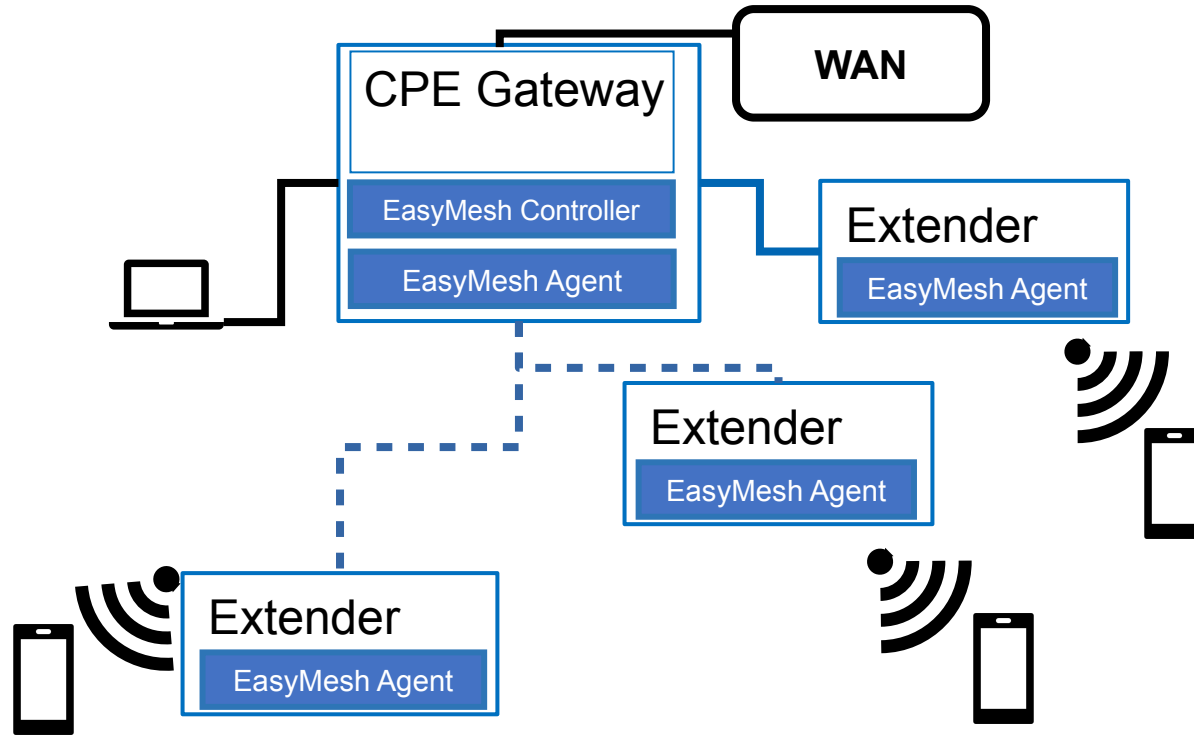 WAN
CPE Gateway
EasyMesh Controller
EasyMesh Agent
Extender
EasyMesh Agent
Extender
EasyMesh Agent
Extender
EasyMesh Agent